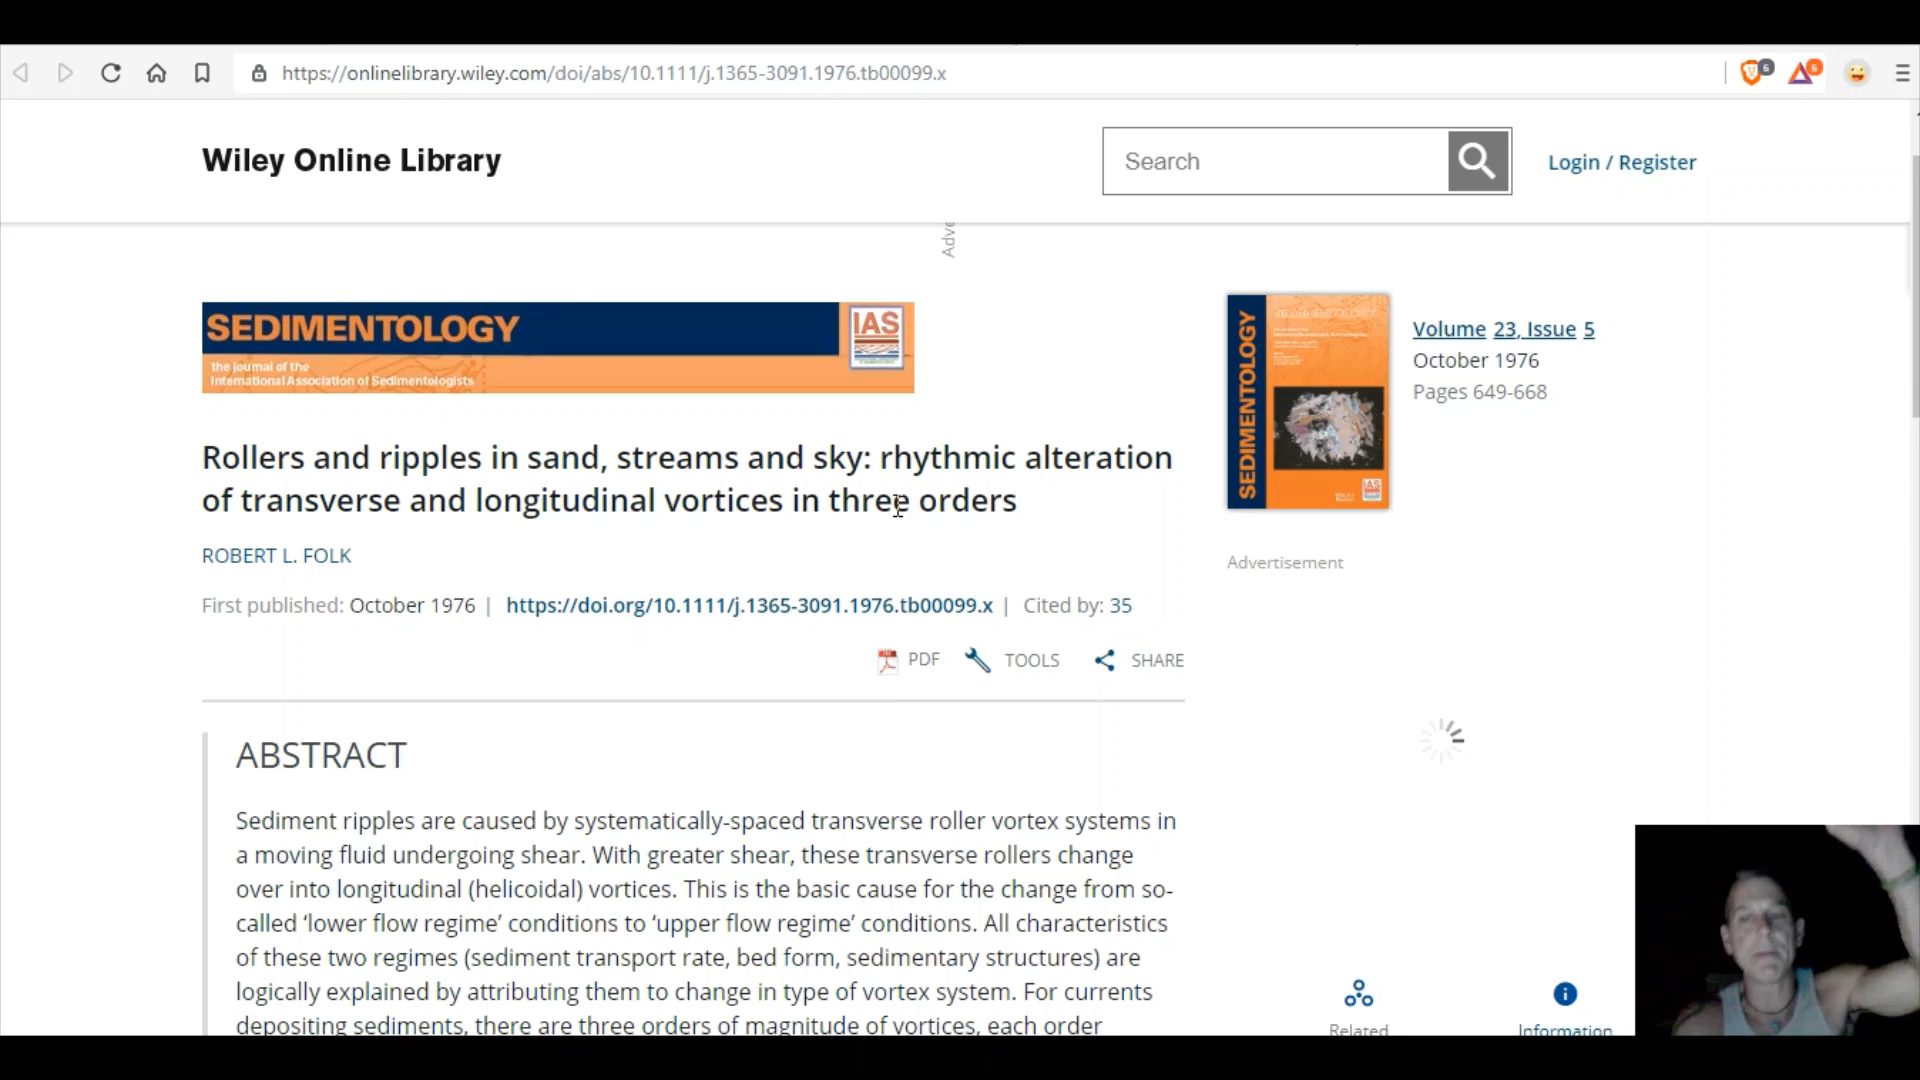 https://onlinelibrary.wiley.com/doi/abs/10.1111/j.1365-3091.1976.tb00099.x
6
6
Wiley Online Library
Search
Login / Register
Adve
SEDIMENTOLOGY
IAS
the journal of the
International Association of Sedimentologists
SEDIMENTOLOGY
Volume 23, Issue 5
October 1976
Pages 649-668
Rollers and ripples in sand, streams and sky: rhythmic alteration
of transverse and longitudinal vortices in three orders
ROBERT L. FOLK
Advertisement
First published: October 1976 | https://doi.org/10.1111/j.1365-3091.1976.tb00099.x | Cited by: 35
PDF TOOLS SHARE
ABSTRACT
Sediment ripples are caused by systematically-spaced transverse roller vortex systems in
a moving fluid undergoing shear. With greater shear, these transverse rollers change
over into longitudinal (helicoidal) vortices. This is the basic cause for the change from so-
called ‘lower flow regime’ conditions to ‘upper flow regime’ conditions. All characteristics
of these two regimes (sediment transport rate, bed form, sedimentary structures) are
logically explained by attributing them to change in type of vortex system. For currents
depositing sediments, there are three orders of magnitude of vortices, each order
Related
Information